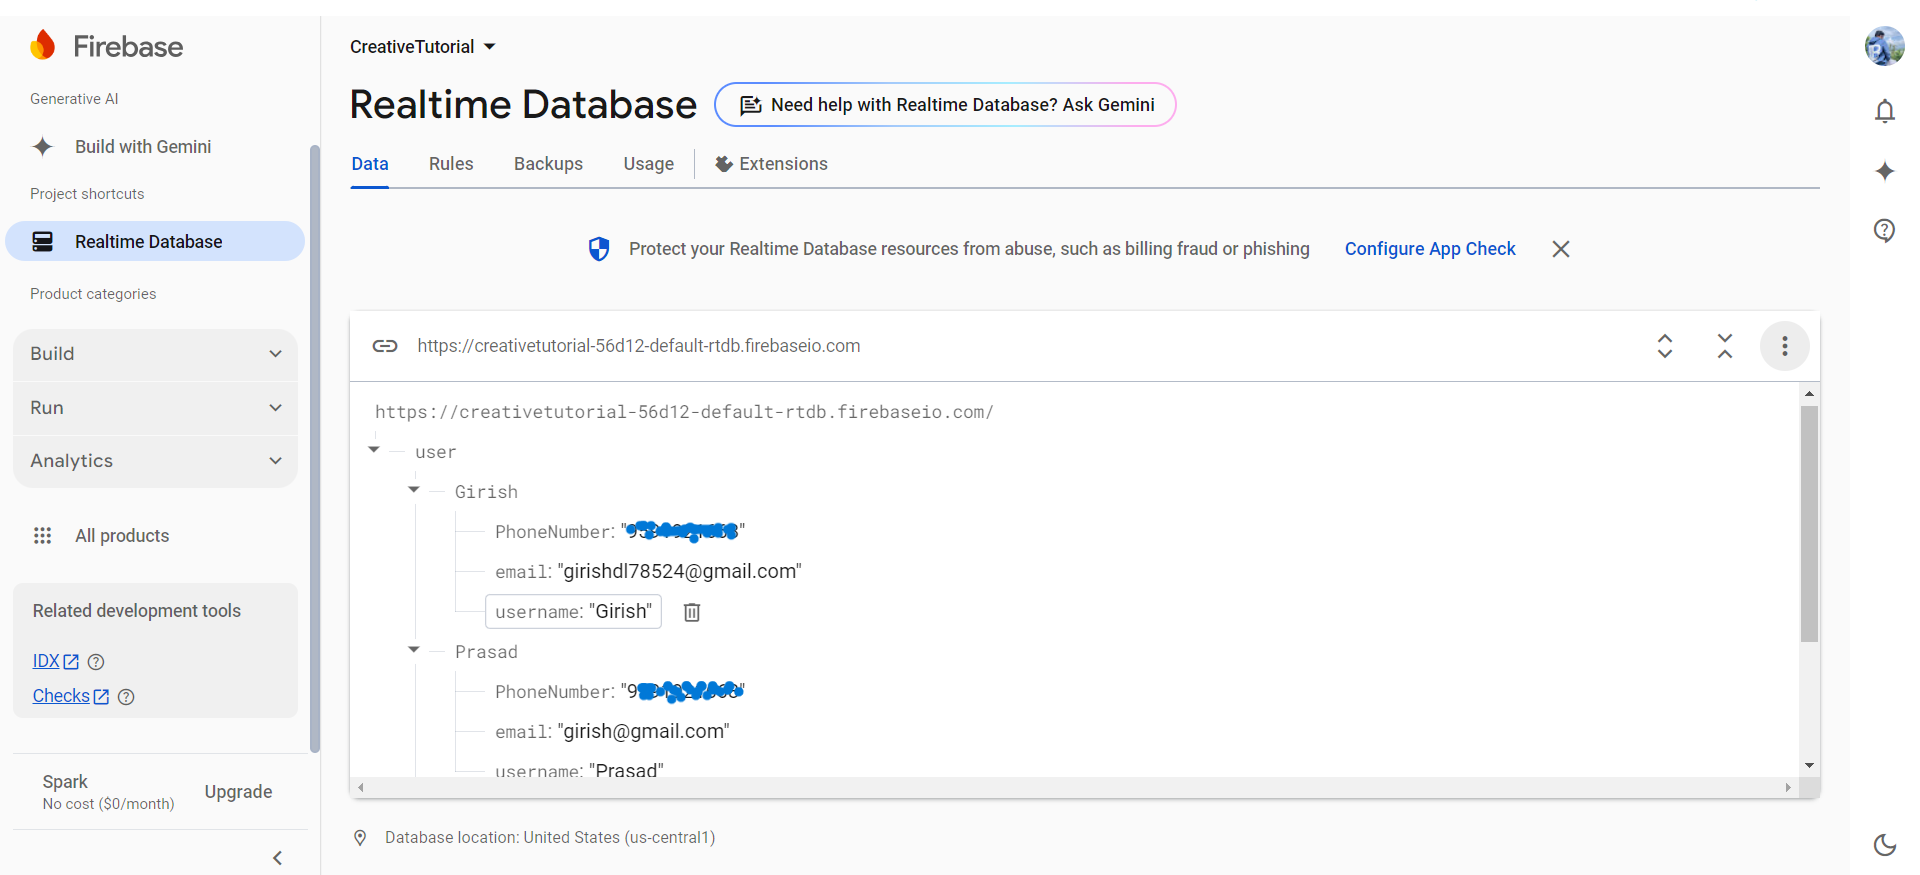 Firebase
Generative AI
Build with Gemini
Project shortcuts
Realtime Database
Product categories
Build
Run
Analytics
All products
Related development tools
IDX
Checks
Spark
No cost ($0/month)
Upgrade
CreativeTutorial
Realtime Database
Need help with Realtime Database? Ask Gemini
Data Rules Backups Usage Extensions
Protect your Realtime Database resources from abuse, such as billing fraud or phishing Configure App Check
https://creativetutorial-56d12-default-rtdb.firebaseio.com
https://creativetutorial-56d12-default-rtdb.firebaseio.com/
user
Girish
PhoneNumber:
email: "girishdl78524@gmail.com"
username: "Girish"
Prasad
PhoneNumber:
email: "girish@gmail.com"
username: "Prasad"
Database location: United States (us-central1)